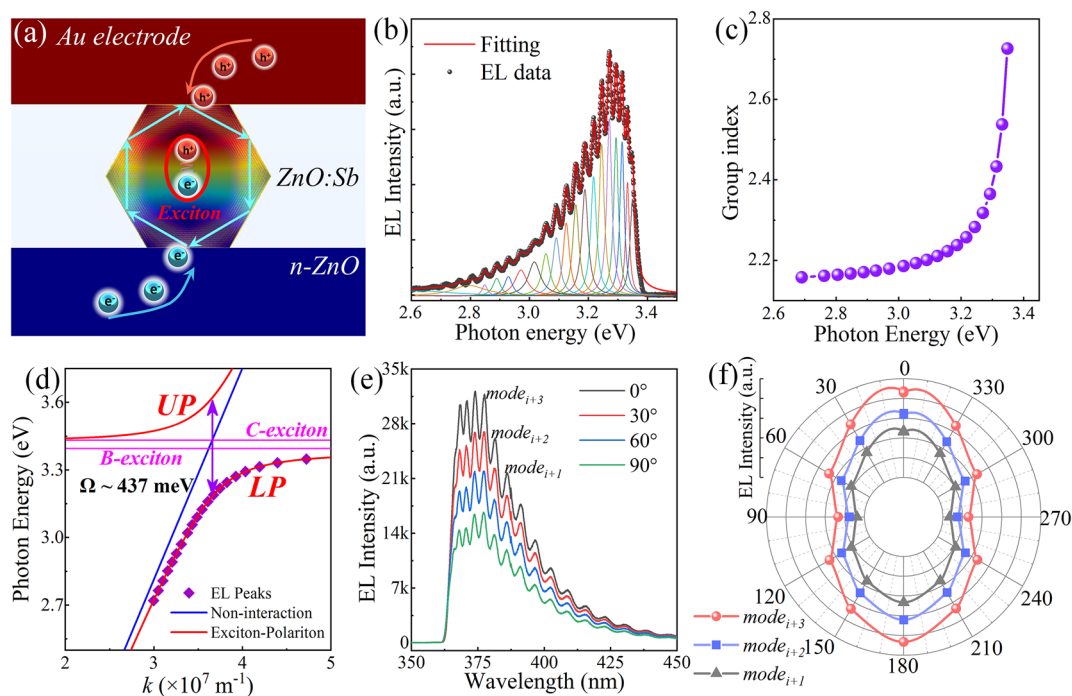 (a)
Au electrode
h⁺
h⁺
h⁺
h⁺
e⁻
Exciton
ZnO:Sb
e⁻
n-ZnO
e⁻
e⁻
(b)
EL Intensity (a.u.)
Fitting
EL data
2.6 2.8 3.0 3.2 3.4
Photon energy (eV)
(c)
Group index
2.8
2.6
2.4
2.2
2.6 2.8 3.0 3.2 3.4
Photon Energy (eV)
(d)
Photon Energy (eV)
3.6
3.3
3.0
2.7
UP
C-exciton
B-exciton
Ω ~ 437 meV
LP
EL Peaks
Non-interaction
Exciton-Polariton
2 3 4 5
k (×10⁷ m⁻¹)
(e)
EL Intensity (a.u.)
35k
28k
21k
14k
7k
0
mode_{i+3}
mode_{i+2}
mode_{i+1}
0°
30°
60°
90°
350 375 400 425 450
Wavelength (nm)
(f)
EL Intensity (a.u.)
0
30
60
90
120
150
180
210
240
270
300
330
mode_{i+3}
mode_{i+2}
mode_{i+1}